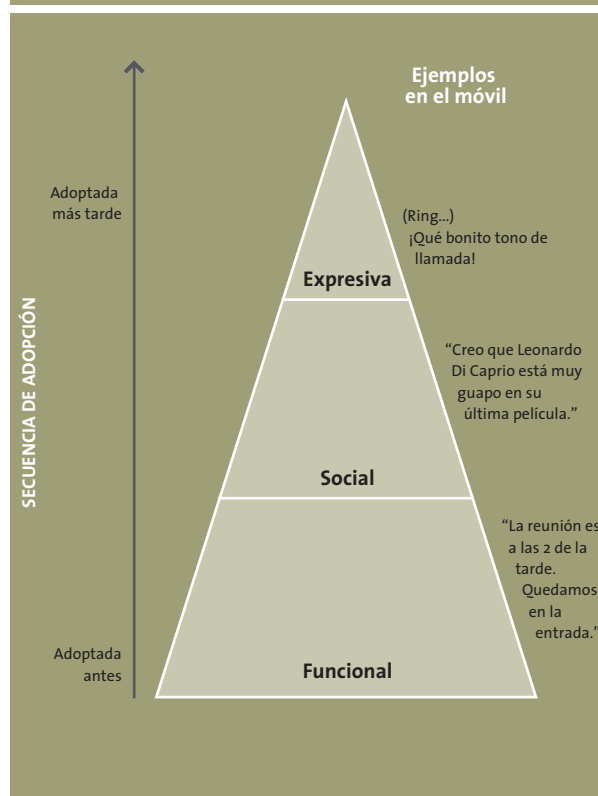 Ejemplos
en el móvil
Adoptada
más tarde
(Ring...)
¡Qué bonito tono de
llamada!
Expresiva
SECUENCIA DE ADOPCIÓN
“Creo que Leonardo
Di Caprio está muy
guapo en su
última película.”
Social
“La reunión es
a las 2 de la
tarde.
Quedamos
en la
entrada.”
Adoptada
antes
Funcional